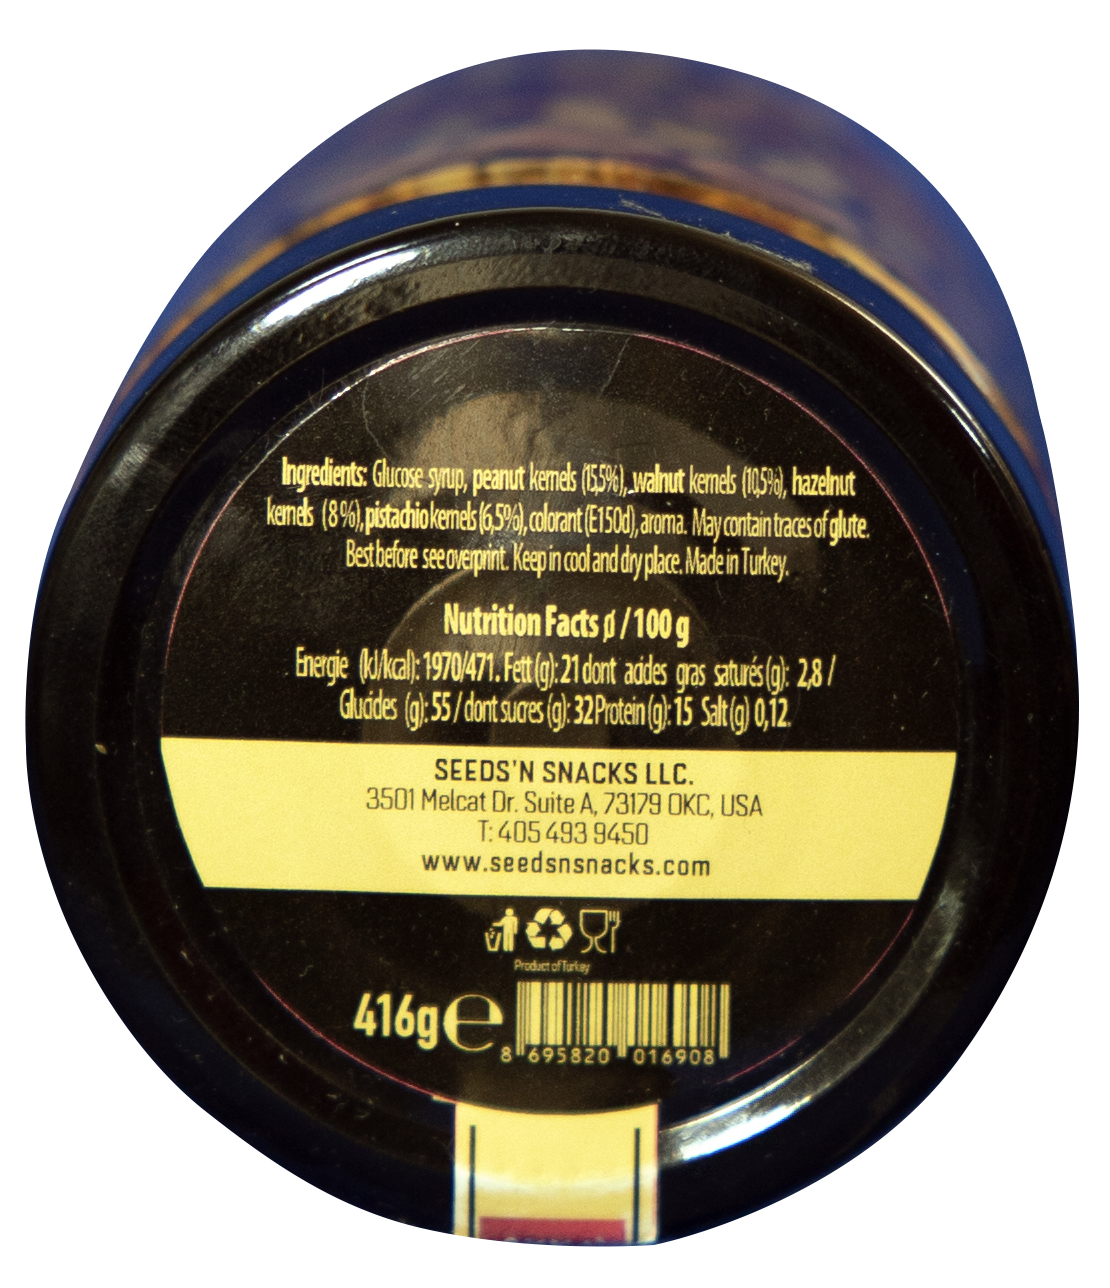 Ingredients: Glucose syrup, peanut kernels (15,5%), walnut kernels (10,5%), hazelnut
kernels (8%), pistachio kernels (6,5%), colorant (E150d), aroma. May contain traces of glute.
Best before see overprint. Keep in cool and dry place. Made in Turkey.
Nutrition Facts ø / 100 g
Energie (kJ/kcal): 1970/471. Fett (g): 21 dont acides gras saturés (g): 2,8 /
Glucides (g): 55 / dont sucres (g): 32 Protein (g): 15 Salt (g) 0,12.
SEEDS'N SNACKS LLC.
3501 Melcat Dr. Suite A, 73179 OKC, USA
T: 405 493 9450
www.seedsnsnacks.com
Product of Turkey
416g e
8 695820 016908